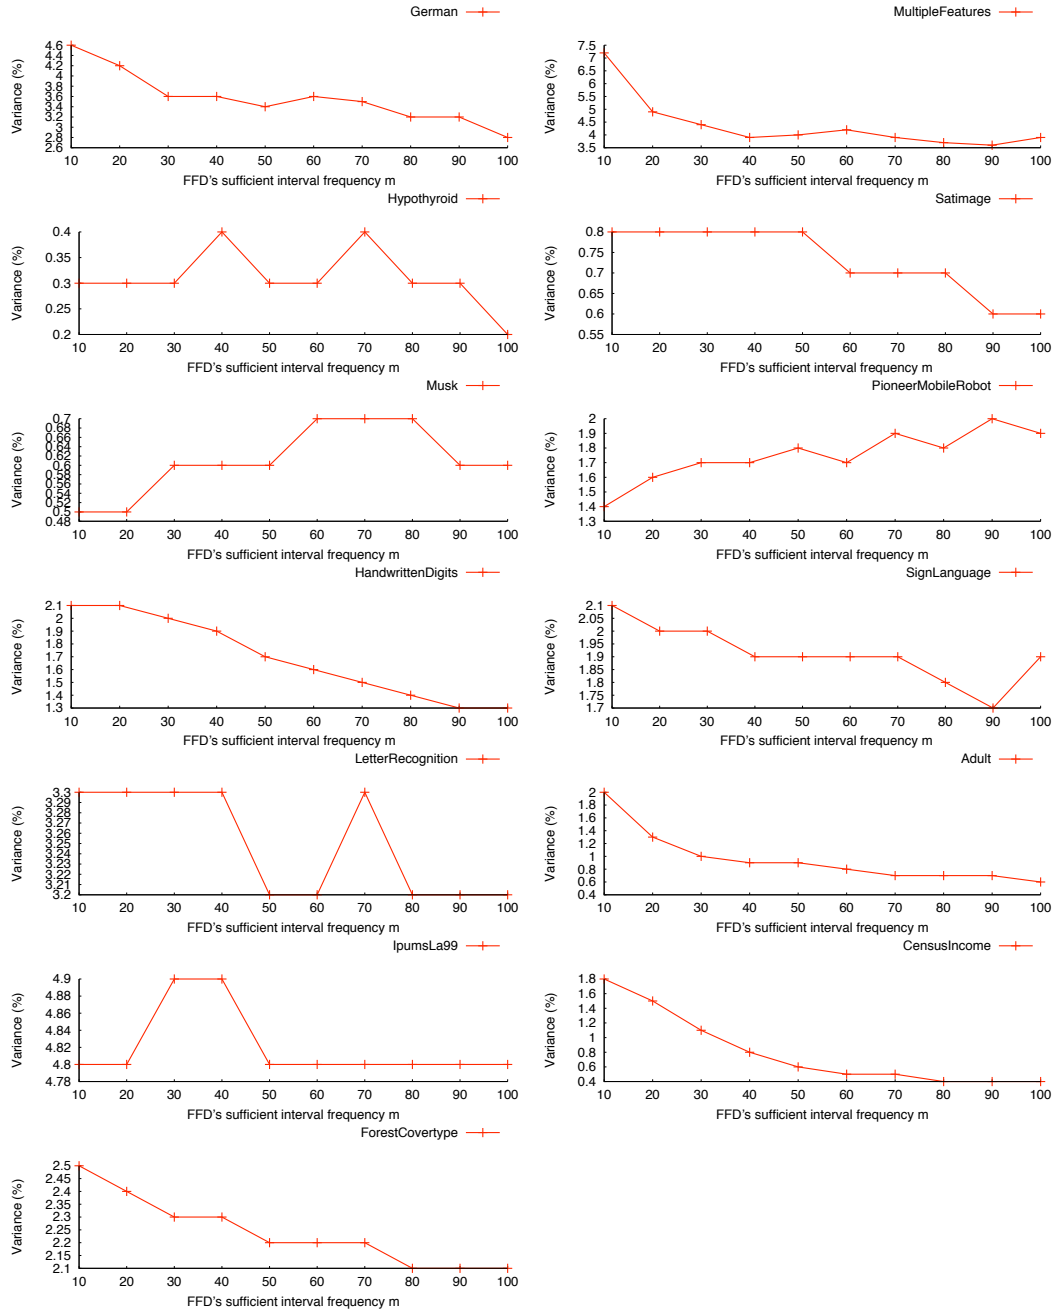 German
Variance (%)
4.6
4.4
4.2
4
3.8
3.6
3.4
3.2
3
2.8
2.6
10 20 30 40 50 60 70 80 90 100
FFD's sufficient interval frequency m
MultipleFeatures
Variance (%)
7.5
7
6.5
6
5.5
5
4.5
4
3.5
10 20 30 40 50 60 70 80 90 100
FFD's sufficient interval frequency m
Hypothyroid
Variance (%)
0.4
0.35
0.3
0.25
0.2
10 20 30 40 50 60 70 80 90 100
FFD's sufficient interval frequency m
Satimage
Variance (%)
0.8
0.75
0.7
0.65
0.6
0.55
10 20 30 40 50 60 70 80 90 100
FFD's sufficient interval frequency m
Musk
Variance (%)
0.7
0.68
0.66
0.64
0.62
0.6
0.58
0.56
0.54
0.52
0.5
0.48
10 20 30 40 50 60 70 80 90 100
FFD's sufficient interval frequency m
PioneerMobileRobot
Variance (%)
2
1.9
1.8
1.7
1.6
1.5
1.4
1.3
10 20 30 40 50 60 70 80 90 100
FFD's sufficient interval frequency m
HandwrittenDigits
Variance (%)
2.1
2
1.9
1.8
1.7
1.6
1.5
1.4
1.3
10 20 30 40 50 60 70 80 90 100
FFD's sufficient interval frequency m
SignLanguage
Variance (%)
2.1
2.05
2
1.95
1.9
1.85
1.8
1.75
1.7
10 20 30 40 50 60 70 80 90 100
FFD's sufficient interval frequency m
LetterRecognition
Variance (%)
3.3
3.29
3.28
3.27
3.26
3.25
3.24
3.23
3.22
3.21
3.2
10 20 30 40 50 60 70 80 90 100
FFD's sufficient interval frequency m
Adult
Variance (%)
2
1.8
1.6
1.4
1.2
1
0.8
0.6
0.4
10 20 30 40 50 60 70 80 90 100
FFD's sufficient interval frequency m
IpumsLa99
Variance (%)
4.9
4.88
4.86
4.84
4.82
4.8
4.78
10 20 30 40 50 60 70 80 90 100
FFD's sufficient interval frequency m
CensusIncome
Variance (%)
1.8
1.6
1.4
1.2
1
0.8
0.6
0.4
10 20 30 40 50 60 70 80 90 100
FFD's sufficient interval frequency m
ForestCovertype
Variance (%)
2.5
2.45
2.4
2.35
2.3
2.25
2.2
2.15
2.1
10 20 30 40 50 60 70 80 90 100
FFD's sufficient interval frequency m